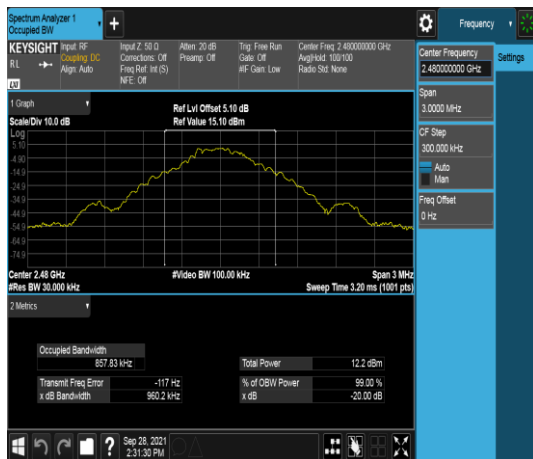 Spectrum Analyzer 1
Occupied BW
+
Frequency
KEYSIGHT
RL
LXI
Input: RF
Coupling: DC
Align: Auto
Input Z: 50 Ω
Corrections: Off
Freq Ref: Int (S)
NFE: Off
Atten: 20 dB
Preamp: Off
Trig: Free Run
Gate: Off
#IF Gain: Low
Center Freq: 2.480000000 GHz
Avg|Hold: 100/100
Radio Std: None
Center Frequency
2.480000000 GHz
Settings
Span
3.0000 MHz
CF Step
300.000 kHz
Auto
Man
Freq Offset
0 Hz
1 Graph
Scale/Div 10.0 dB
Ref Lvl Offset 5.10 dB
Ref Value 15.10 dBm
Log
5.10
-4.90
-14.9
-24.9
-34.9
-44.9
-54.9
-64.9
-74.9
Center 2.48 GHz
#Video BW 100.00 kHz
Span 3 MHz
#Res BW 30.000 kHz
Sweep Time 3.20 ms (1001 pts)
2 Metrics
Occupied Bandwidth
857.83 kHz
Total Power 12.2 dBm
Transmit Freq Error -117 Hz
% of OBW Power 99.00 %
x dB Bandwidth 960.2 kHz
x dB -20.00 dB
?
Sep 28, 2021
2:31:30 PM